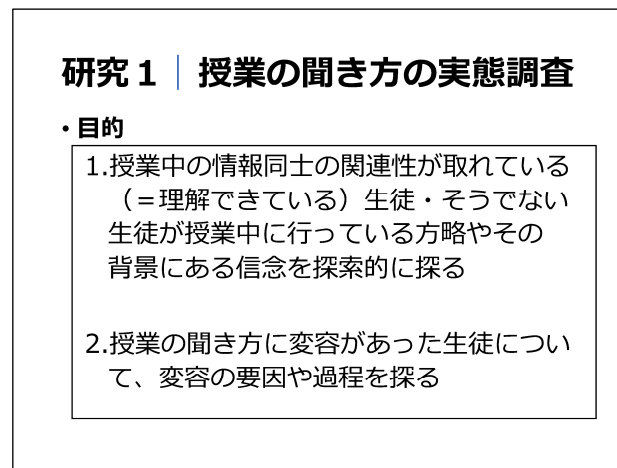 研究１｜授業の聞き方の実態調査
・目的
1.授業中の情報同士の関連性が取れている
（＝理解できている）生徒・そうでない
生徒が授業中に行っている方略やその
背景にある信念を探索的に探る
2.授業の聞き方に変容があった生徒につい
て、変容の要因や過程を探る